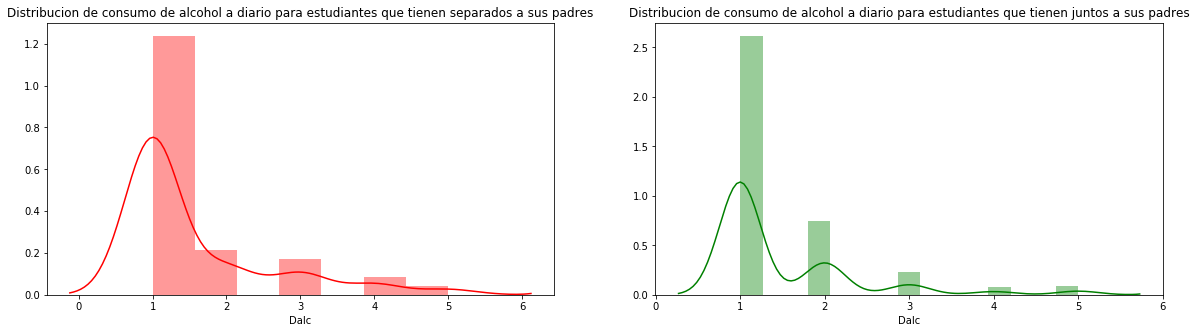 Distribucion de consumo de alcohol a diario para estudiantes que tienen separados a sus padres
1.2
1.0
0.8
0.6
0.4
0.2
0.0
0 1 2 3 4 5 6
Dalc
Distribucion de consumo de alcohol a diario para estudiantes que tienen juntos a sus padres
2.5
2.0
1.5
1.0
0.5
0.0
0 1 2 3 4 5 6
Dalc